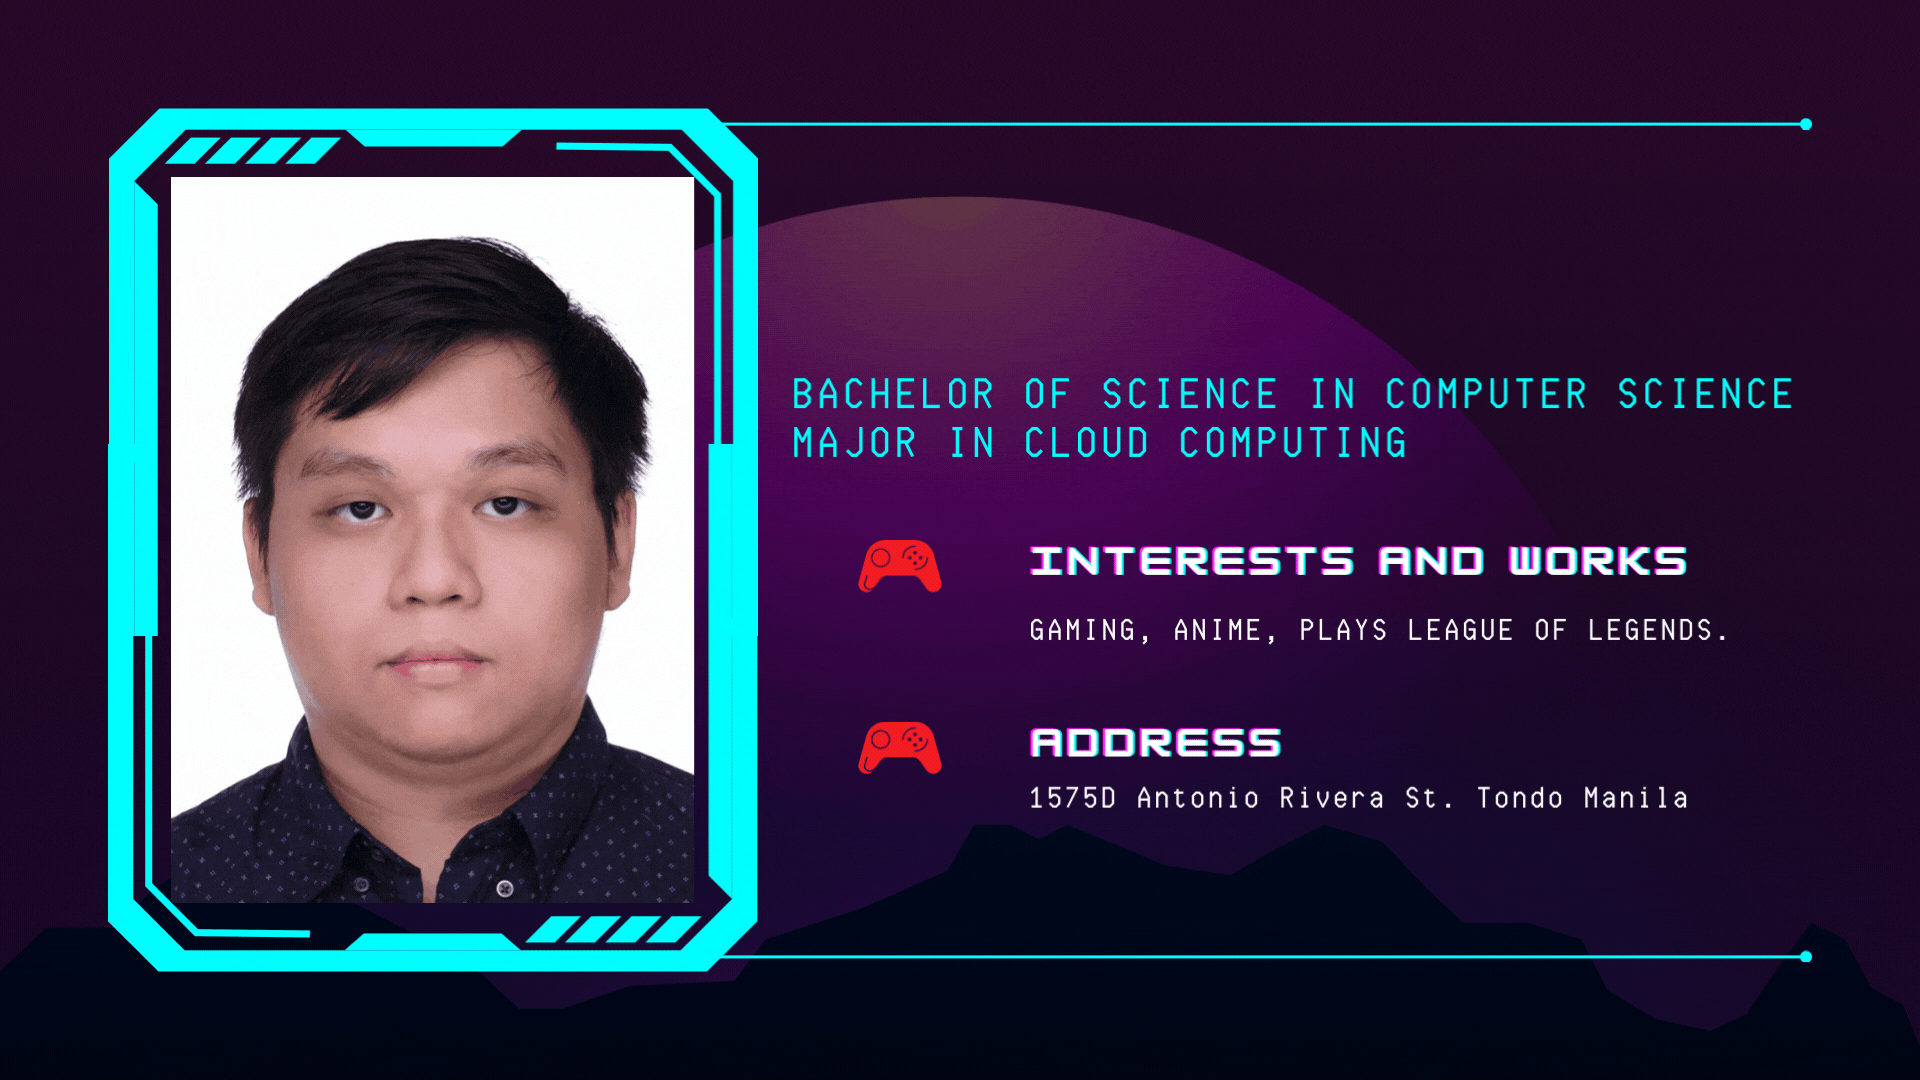 BACHELOR OF SCIENCE IN COMPUTER SCIENCE
MAJOR IN CLOUD COMPUTING
INTERESTS AND WORKS
GAMING, ANIME, PLAYS LEAGUE OF LEGENDS.
ADDRESS
1575D Antonio Rivera St. Tondo Manila